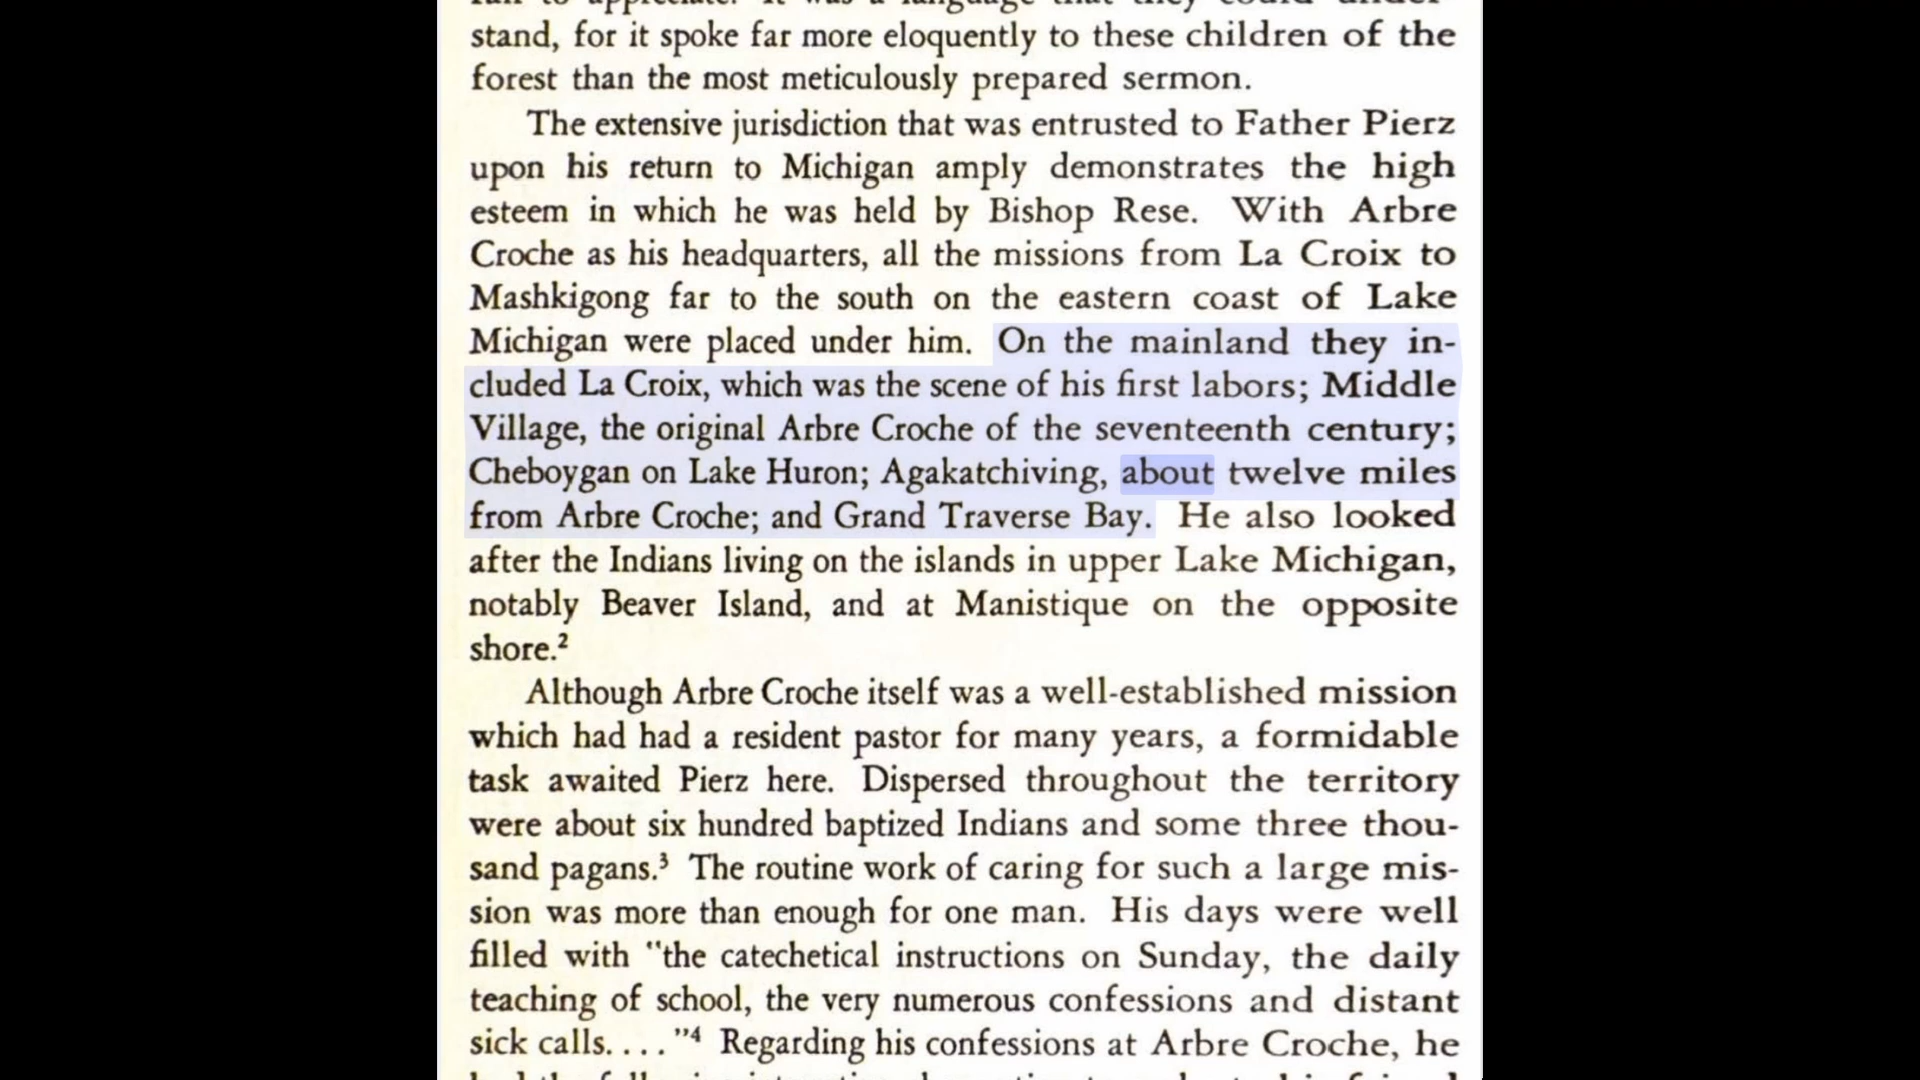 stand, for it spoke far more eloquently to these children of the
forest than the most meticulously prepared sermon.
The extensive jurisdiction that was entrusted to Father Pierz
upon his return to Michigan amply demonstrates the high
esteem in which he was held by Bishop Rese. With Arbre
Croche as his headquarters, all the missions from La Croix to
Mashkigong far to the south on the eastern coast of Lake
Michigan were placed under him. On the mainland they in-
cluded La Croix, which was the scene of his first labors; Middle
Village, the original Arbre Croche of the seventeenth century;
Cheboygan on Lake Huron; Agakatchiving, about twelve miles
from Arbre Croche; and Grand Traverse Bay. He also looked
after the Indians living on the islands in upper Lake Michigan,
notably Beaver Island, and at Manistique on the opposite
shore.²
Although Arbre Croche itself was a well-established mission
which had had a resident pastor for many years, a formidable
task awaited Pierz here. Dispersed throughout the territory
were about six hundred baptized Indians and some three thou-
sand pagans.³ The routine work of caring for such a large mis-
sion was more than enough for one man. His days were well
filled with "the catechetical instructions on Sunday, the daily
teaching of school, the very numerous confessions and distant
sick calls. . . . "⁴ Regarding his confessions at Arbre Croche, he